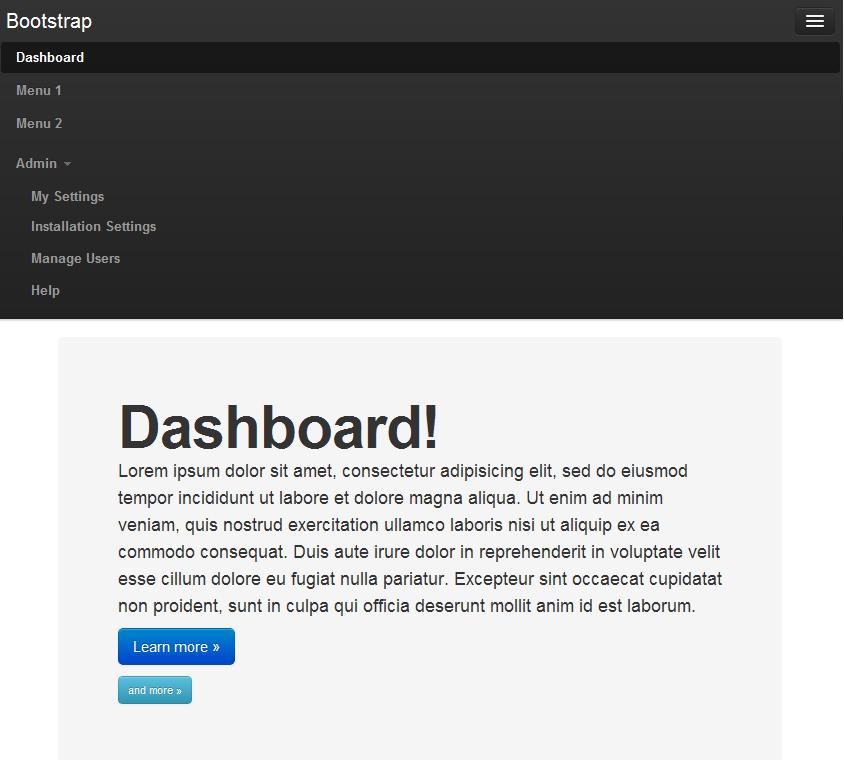 Bootstrap
Dashboard
Menu 1
Menu 2
Admin
My Settings
Installation Settings
Manage Users
Help
Dashboard!
Lorem ipsum dolor sit amet, consectetur adipisicing elit, sed do eiusmod
tempor incididunt ut labore et dolore magna aliqua. Ut enim ad minim
veniam, quis nostrud exercitation ullamco laboris nisi ut aliquip ex ea
commodo consequat. Duis aute irure dolor in reprehenderit in voluptate velit
esse cillum dolore eu fugiat nulla pariatur. Excepteur sint occaecat cupidatat
non proident, sunt in culpa qui officia deserunt mollit anim id est laborum.
Learn more »
and more »